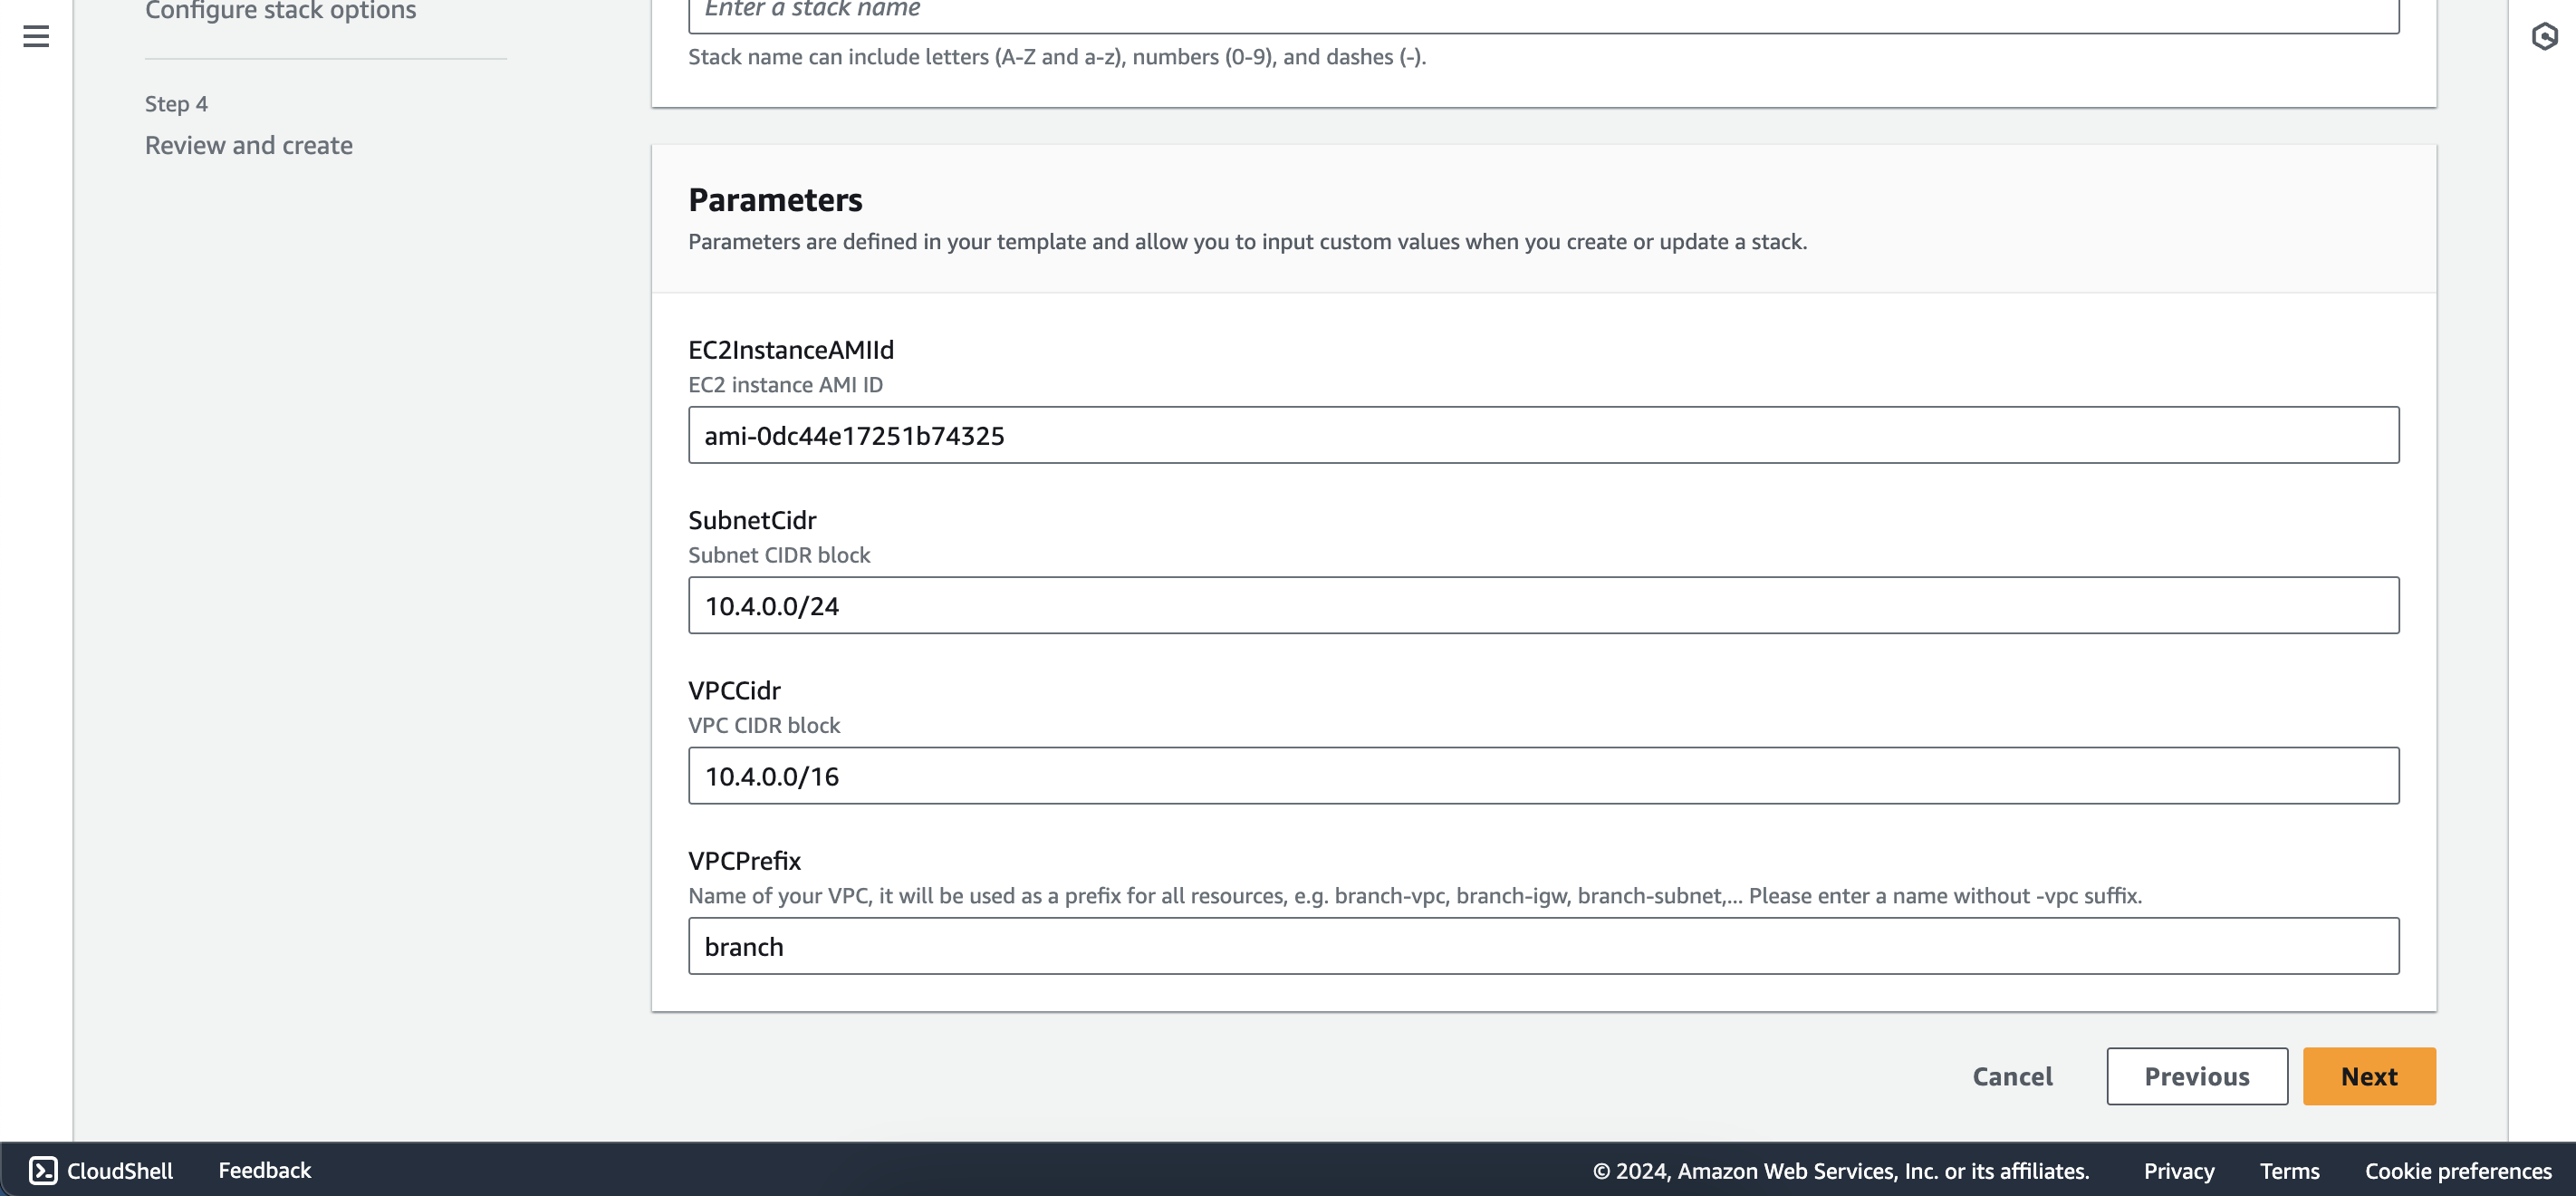 Configure stack options
Step 4
Review and create
Enter a stack name
Stack name can include letters (A-Z and a-z), numbers (0-9), and dashes (-).
Parameters
Parameters are defined in your template and allow you to input custom values when you create or update a stack.
EC2InstanceAMIId
EC2 instance AMI ID
ami-0dc44e17251b74325
SubnetCidr
Subnet CIDR block
10.4.0.0/24
VPCCidr
VPC CIDR block
10.4.0.0/16
VPCPrefix
Name of your VPC, it will be used as a prefix for all resources, e.g. branch-vpc, branch-igw, branch-subnet,... Please enter a name without -vpc suffix.
branch
Cancel
Previous
Next
CloudShell
Feedback
© 2024, Amazon Web Services, Inc. or its affiliates.
Privacy
Terms
Cookie preferences